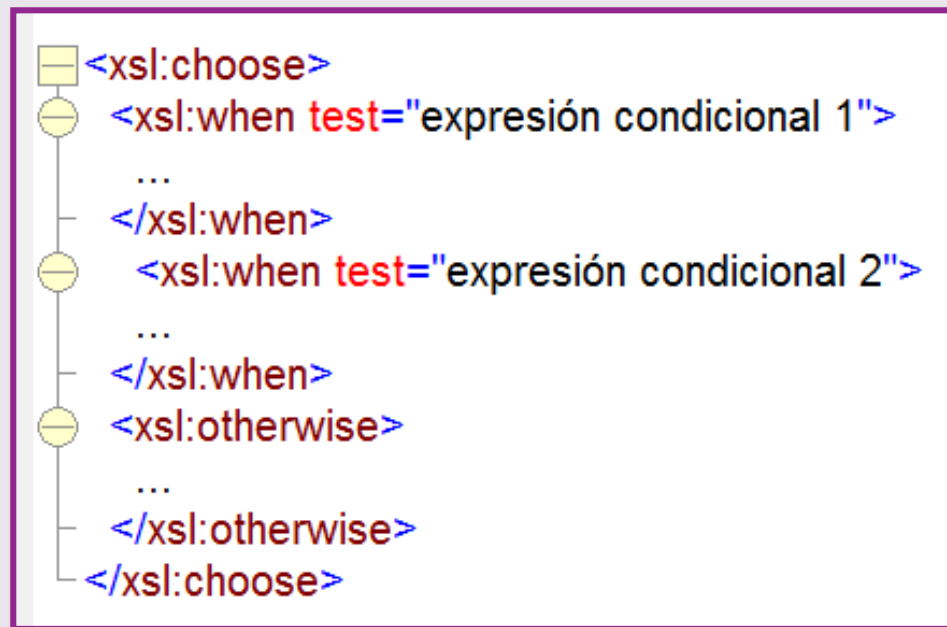 <xsl:choose>
<xsl:when test="expresión condicional 1">
...
</xsl:when>
<xsl:when test="expresión condicional 2">
...
</xsl:when>
<xsl:otherwise>
...
</xsl:otherwise>
</xsl:choose>